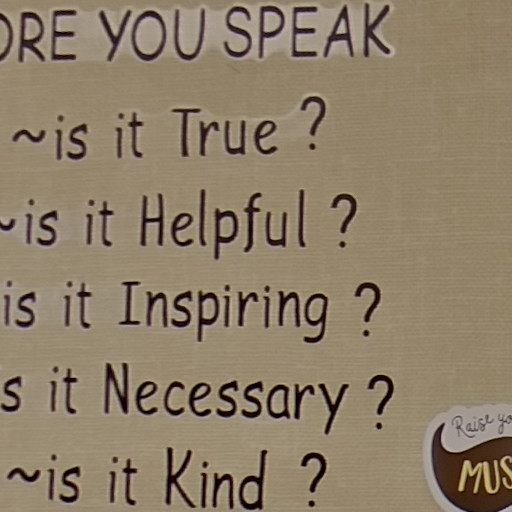 ORE YOU SPEAK
~is it True ?
~is it Helpful ?
is it Inspiring ?
s it Necessary ?
~is it Kind ?
Raise yo
MUS